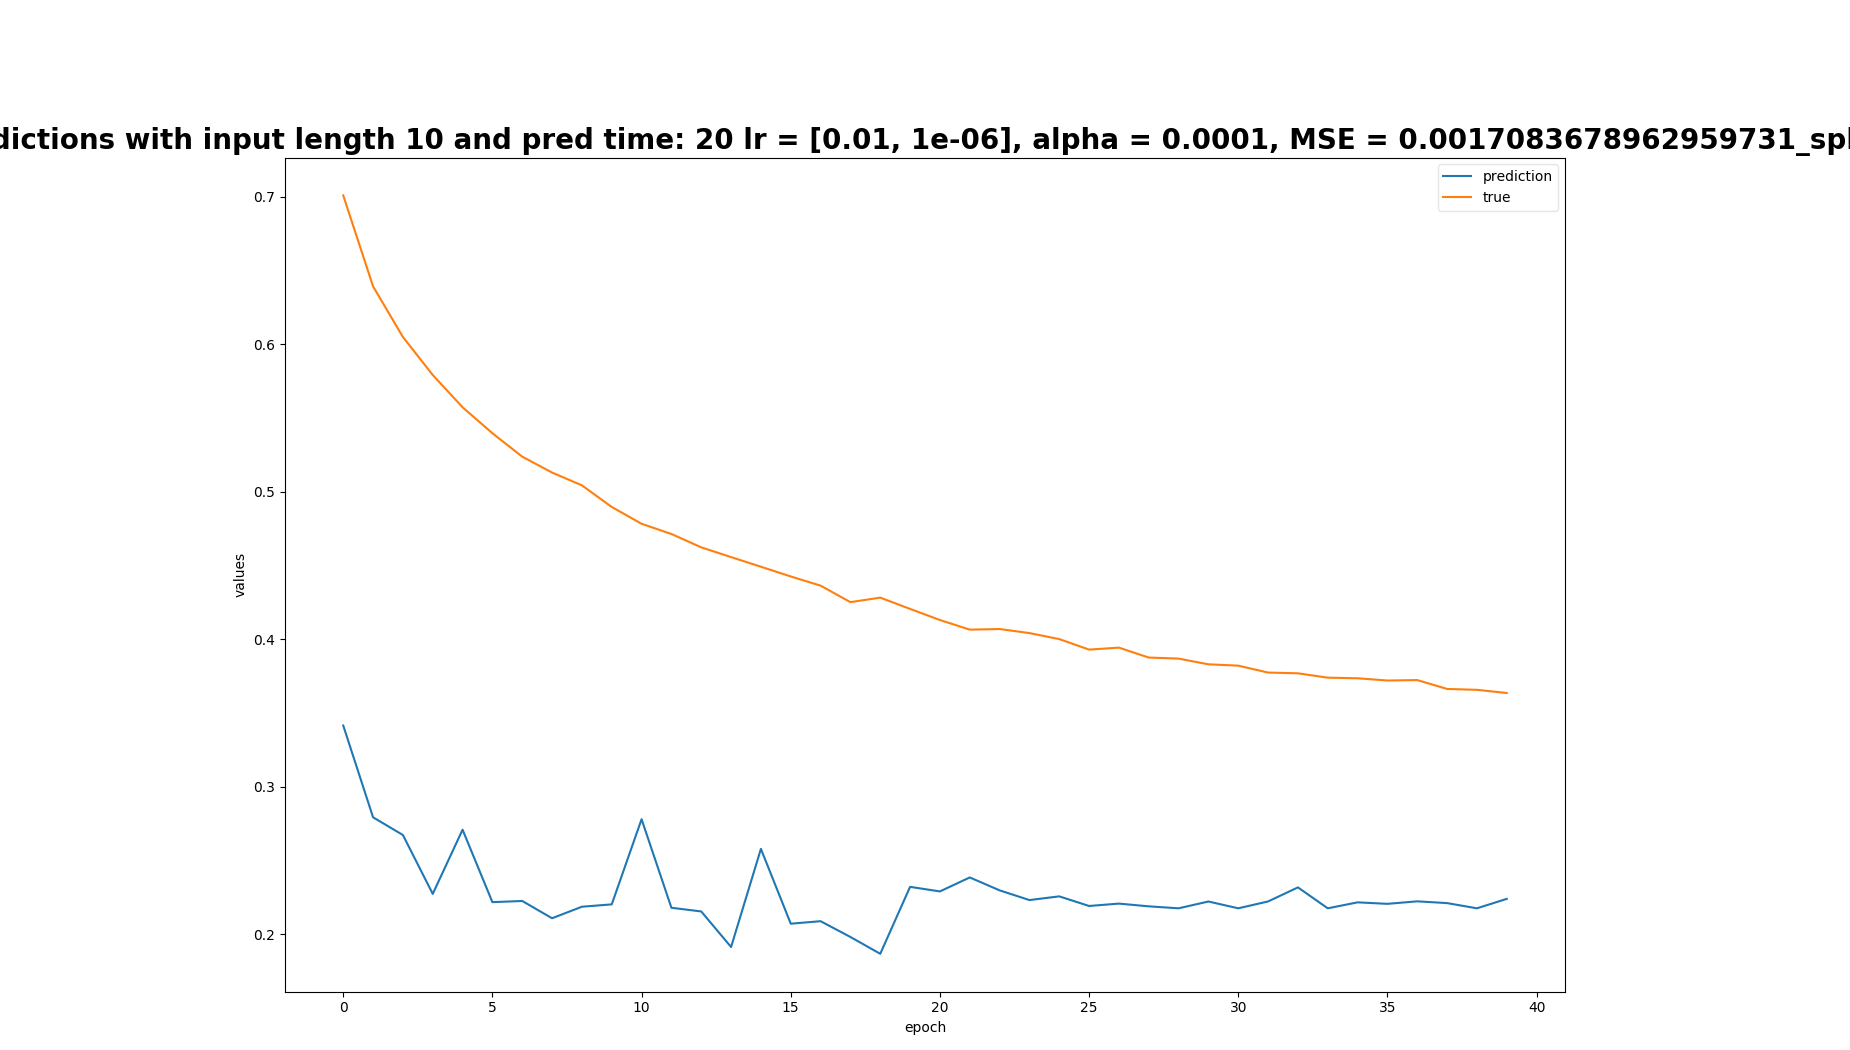 dictions with input length 10 and pred time: 20 lr = [0.01, 1e-06], alpha = 0.0001, MSE = 0.0017083678962959731_spl
prediction
true
0.7
0.6
0.5
0.4
0.3
0.2
values
0 5 10 15 20 25 30 35 40
epoch